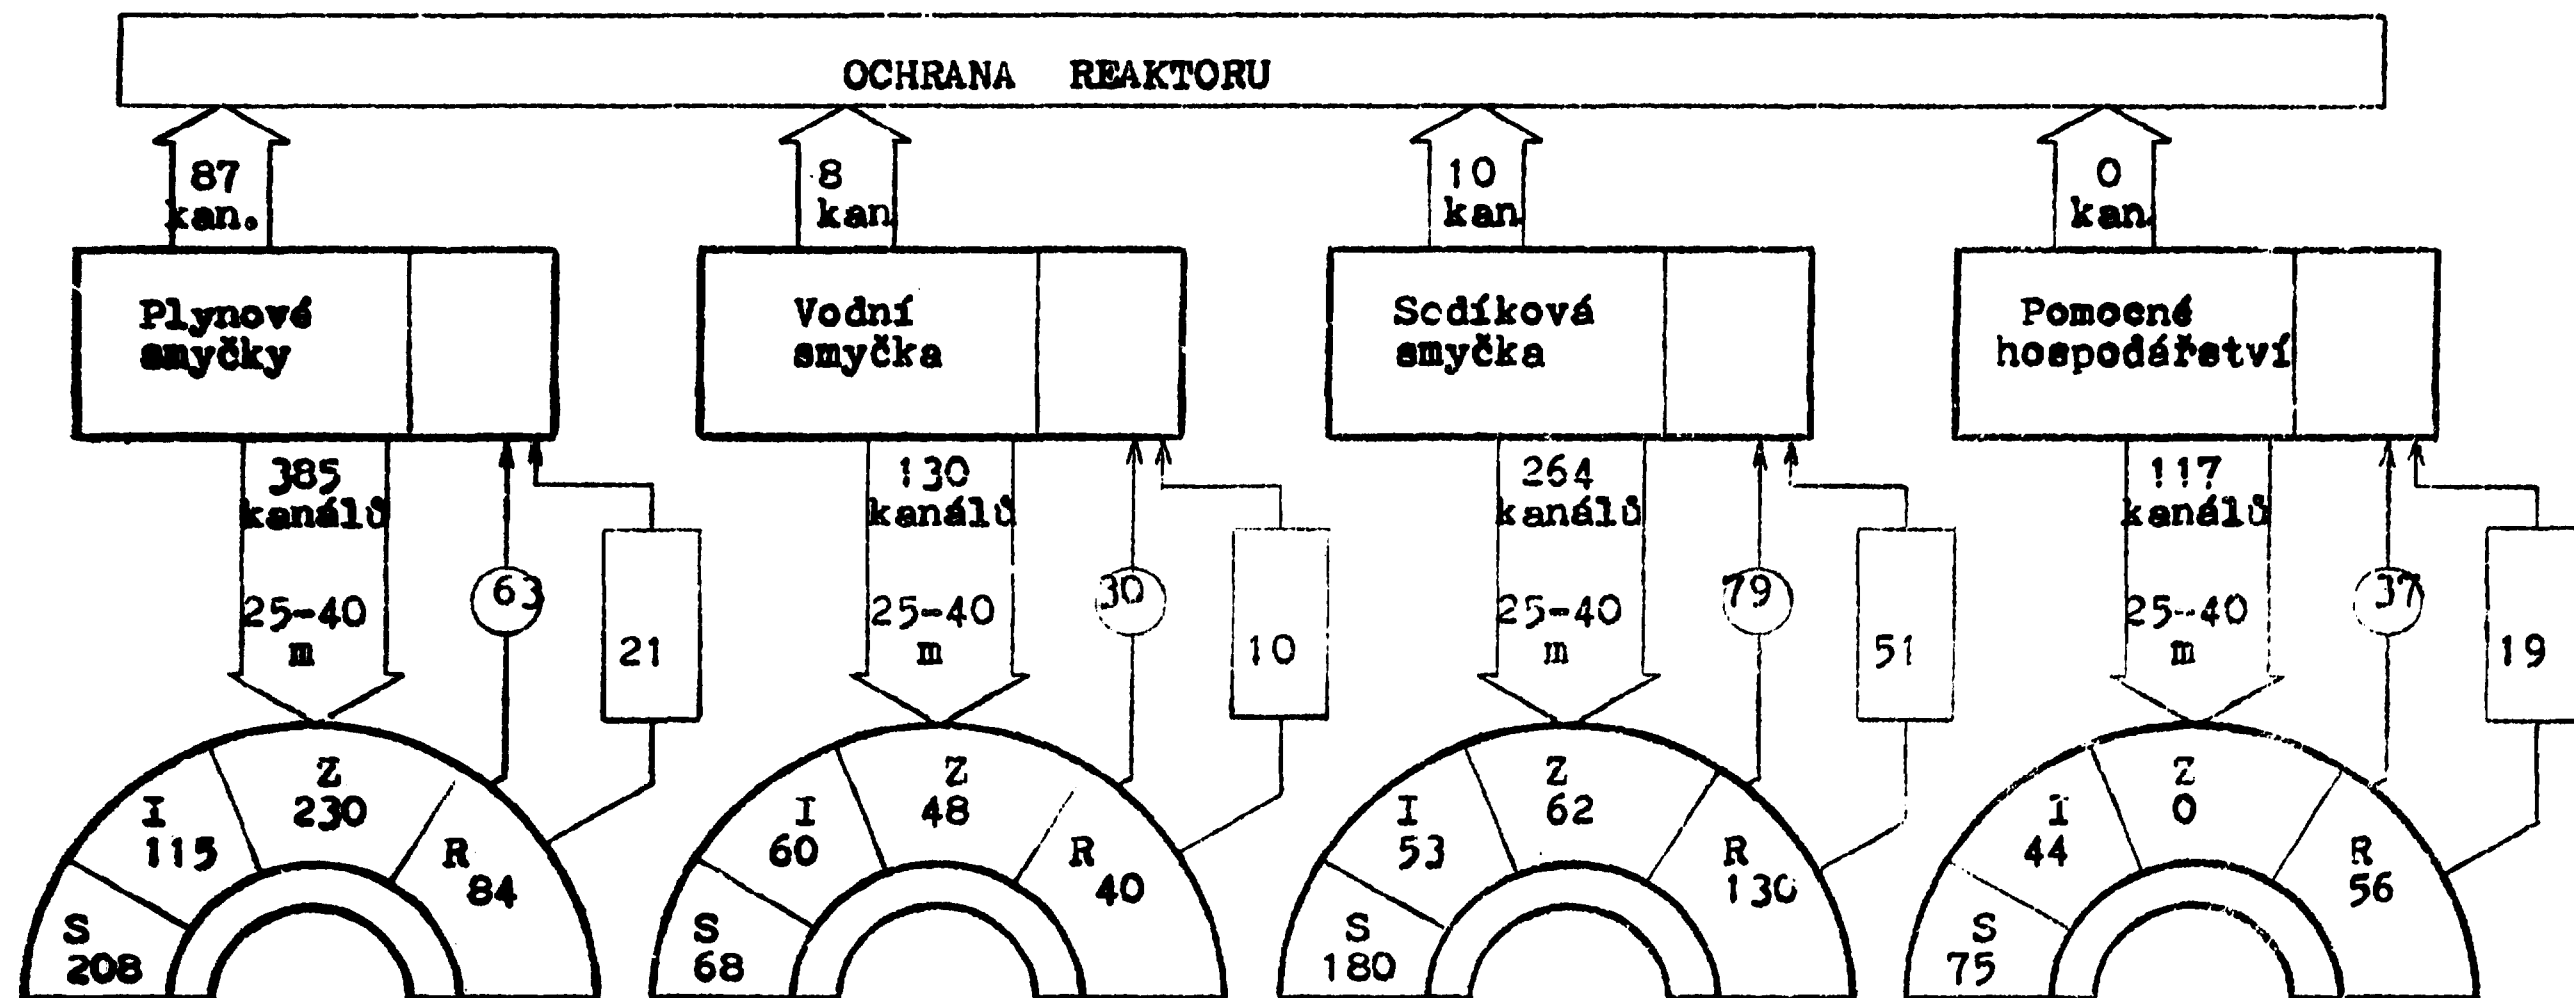 OCHRANA REAKTORU
87
kan.
8
kan
10
kan
0
kan.
Plynové
smyčky
Vodní
smyčka
Sodíková
smyčka
Pomocné
hospodářství
385
kanálů
25-40
m
63
21
130
kanálů
25-40
m
30
10
264
kanálů
25-40
m
79
51
117
kanálů
25-40
m
37
19
S
208
I
115
Z
230
R
84
S
68
I
60
Z
48
R
40
S
180
I
53
Z
62
R
130
S
75
I
44
Z
0
R
56